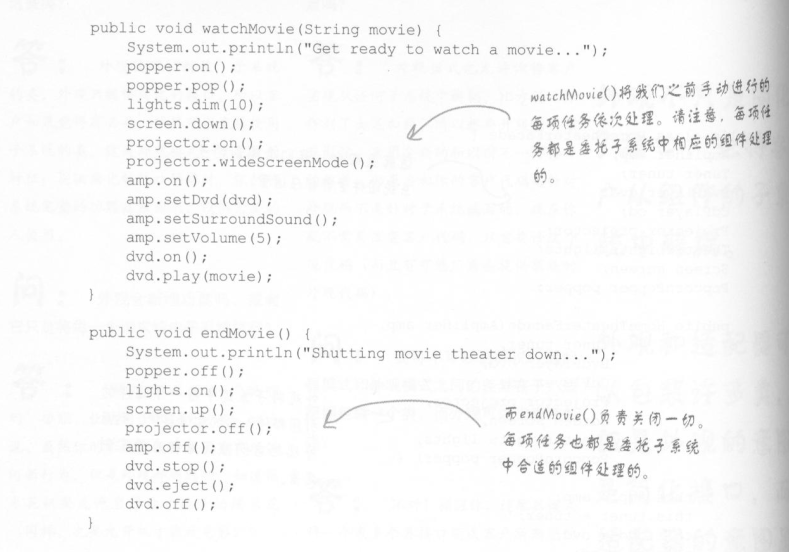 public void watchMovie(String movie) {
System.out.println("Get ready to watch a movie...");
popper.on();
popper.pop();
lights.dim(10);
screen.down();
projector.on();
projector.wideScreenMode();
amp.on();
amp.setDvd(dvd);
amp.setSurroundSound();
amp.setVolume(5);
dvd.on();
dvd.play(movie);
}
watchMovie()将我们之前手动进行的
每项任务依次处理。请注意，每项任
务都是委托子系统中相应的组件处理
的。
public void endMovie() {
System.out.println("Shutting movie theater down...");
popper.off();
lights.on();
screen.up();
projector.off();
amp.off();
dvd.stop();
dvd.eject();
dvd.off();
}
而endMovie()负责关闭一切。
每项任务也都是委托子系统
中合适的组件处理的。